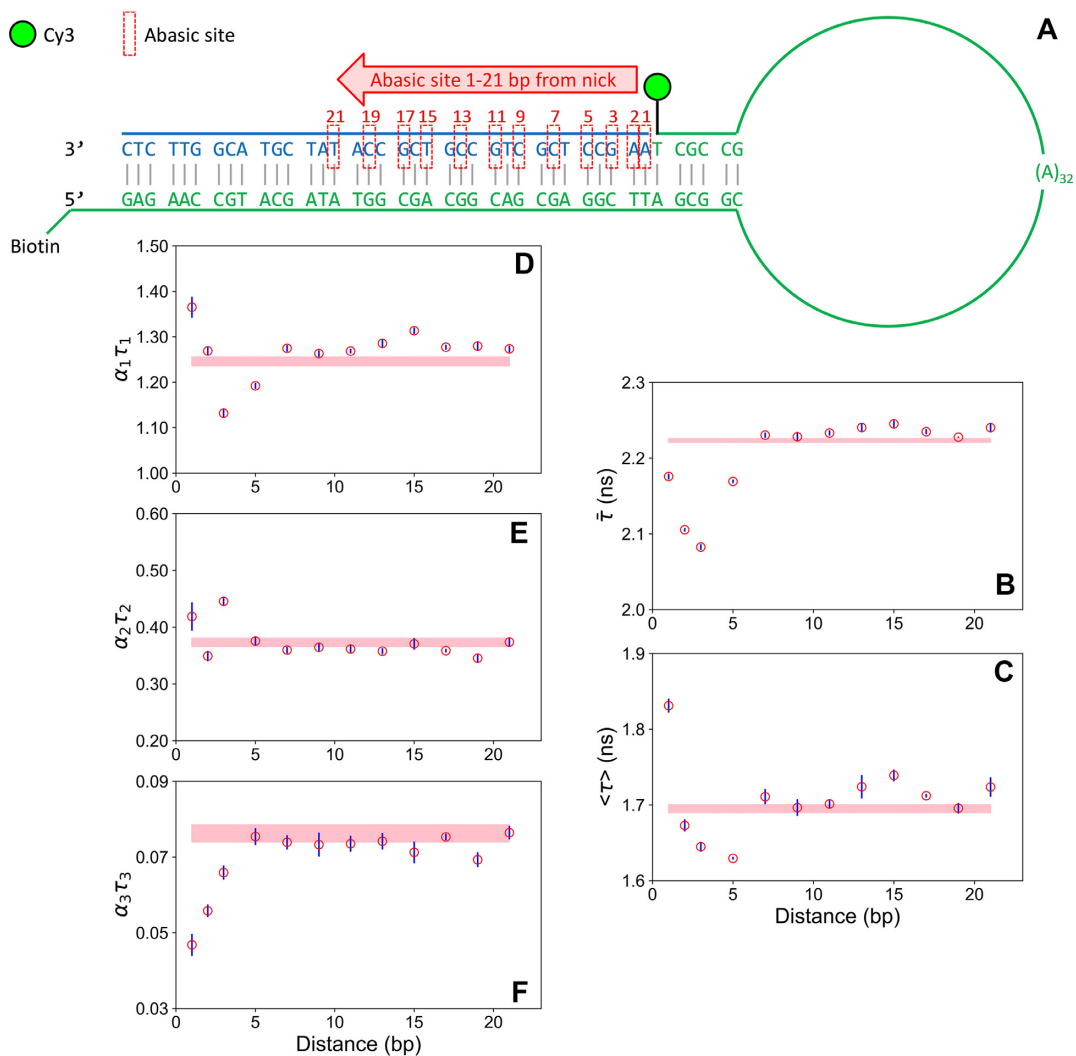 Cy3
Abasic site
A
Abasic site 1-21 bp from nick
21 19 17 15 13 11 9 7 5 3 21
3’ CTC TTG GCA TGC TAT ACC GCT GCC GTC GCT CCG AAT CGC CG
(A)32
5’ GAG AAC CGT ACG ATA TGG CGA CGG CAG CGA GGC TTA GCG GC
Biotin
D
1.50
1.40
1.30
1.20
1.10
1.00
α1τ1
0 5 10 15 20
E
0.60
0.50
0.40
0.30
0.20
α2τ2
0 5 10 15 20
F
0.09
0.07
0.05
0.03
α3τ3
0 5 10 15 20
Distance (bp)
B
2.3
2.2
2.1
2.0
τ̄ (ns)
0 5 10 15 20
C
1.9
1.8
1.7
1.6
<τ> (ns)
0 5 10 15 20
Distance (bp)